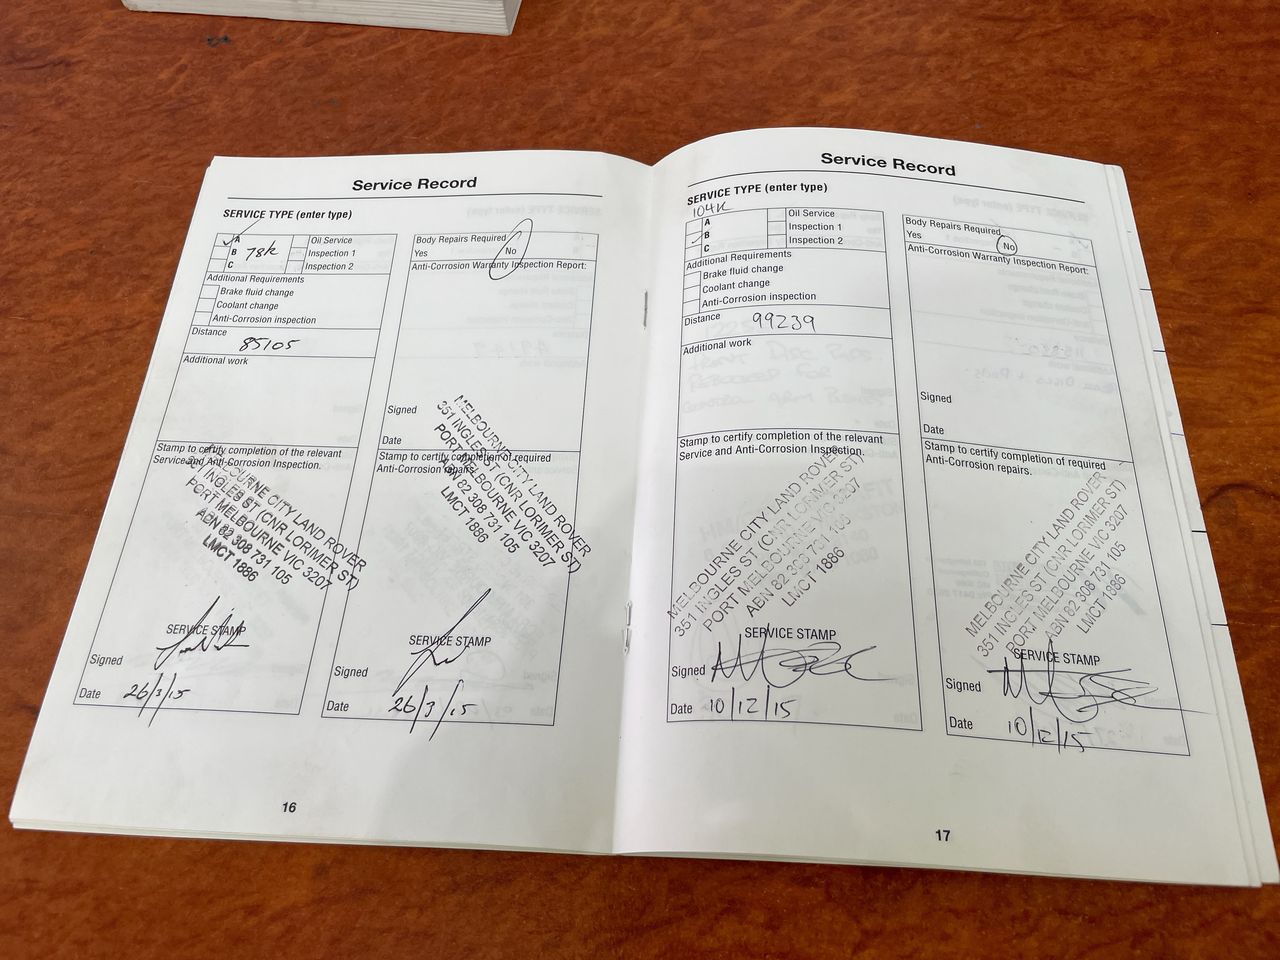 Service Record
SERVICE TYPE (enter type)
A
B 78K
C
Oil Service
Inspection 1
Inspection 2
Additional Requirements
Brake fluid change
Coolant change
Anti-Corrosion inspection
Distance
85105
Additional work
Stamp to certify completion of the relevant
Service and Anti-Corrosion Inspection.
MELBOURNE CITY LAND ROVER
351 INGLES ST (CNR LORIMER ST)
PORT MELBOURNE VIC 3207
ABN 82 308 731 105
LMCT 1886
SERVICE STAMP
Signed
Date 26/3/15
Body Repairs Required
Yes No
Anti-Corrosion Warranty Inspection Report:
Signed
Date
Stamp to certify completion of required
Anti-Corrosion repairs.
MELBOURNE CITY LAND ROVER
351 INGLES ST (CNR LORIMER ST)
PORT MELBOURNE VIC 3207
ABN 82 308 731 105
LMCT 1886
SERVICE STAMP
Signed
Date 26/3/15
16
Service Record
SERVICE TYPE (enter type)
104K
A
B
C
Oil Service
Inspection 1
Inspection 2
Additional Requirements
Brake fluid change
Coolant change
Anti-Corrosion inspection
Distance 99239
Additional work
Stamp to certify completion of the relevant
Service and Anti-Corrosion Inspection.
MELBOURNE CITY LAND ROVER
351 INGLES ST (CNR LORIMER ST)
PORT MELBOURNE VIC 3207
ABN 82 308 731 105
LMCT 1886
SERVICE STAMP
Signed
Date 10/12/15
Body Repairs Required
Yes No
Anti-Corrosion Warranty Inspection Report:
Signed
Date
Stamp to certify completion of required
Anti-Corrosion repairs.
MELBOURNE CITY LAND ROVER
351 INGLES ST (CNR LORIMER ST)
PORT MELBOURNE VIC 3207
ABN 82 308 731 105
LMCT 1886
SERVICE STAMP
Signed
Date 10/12/15
17